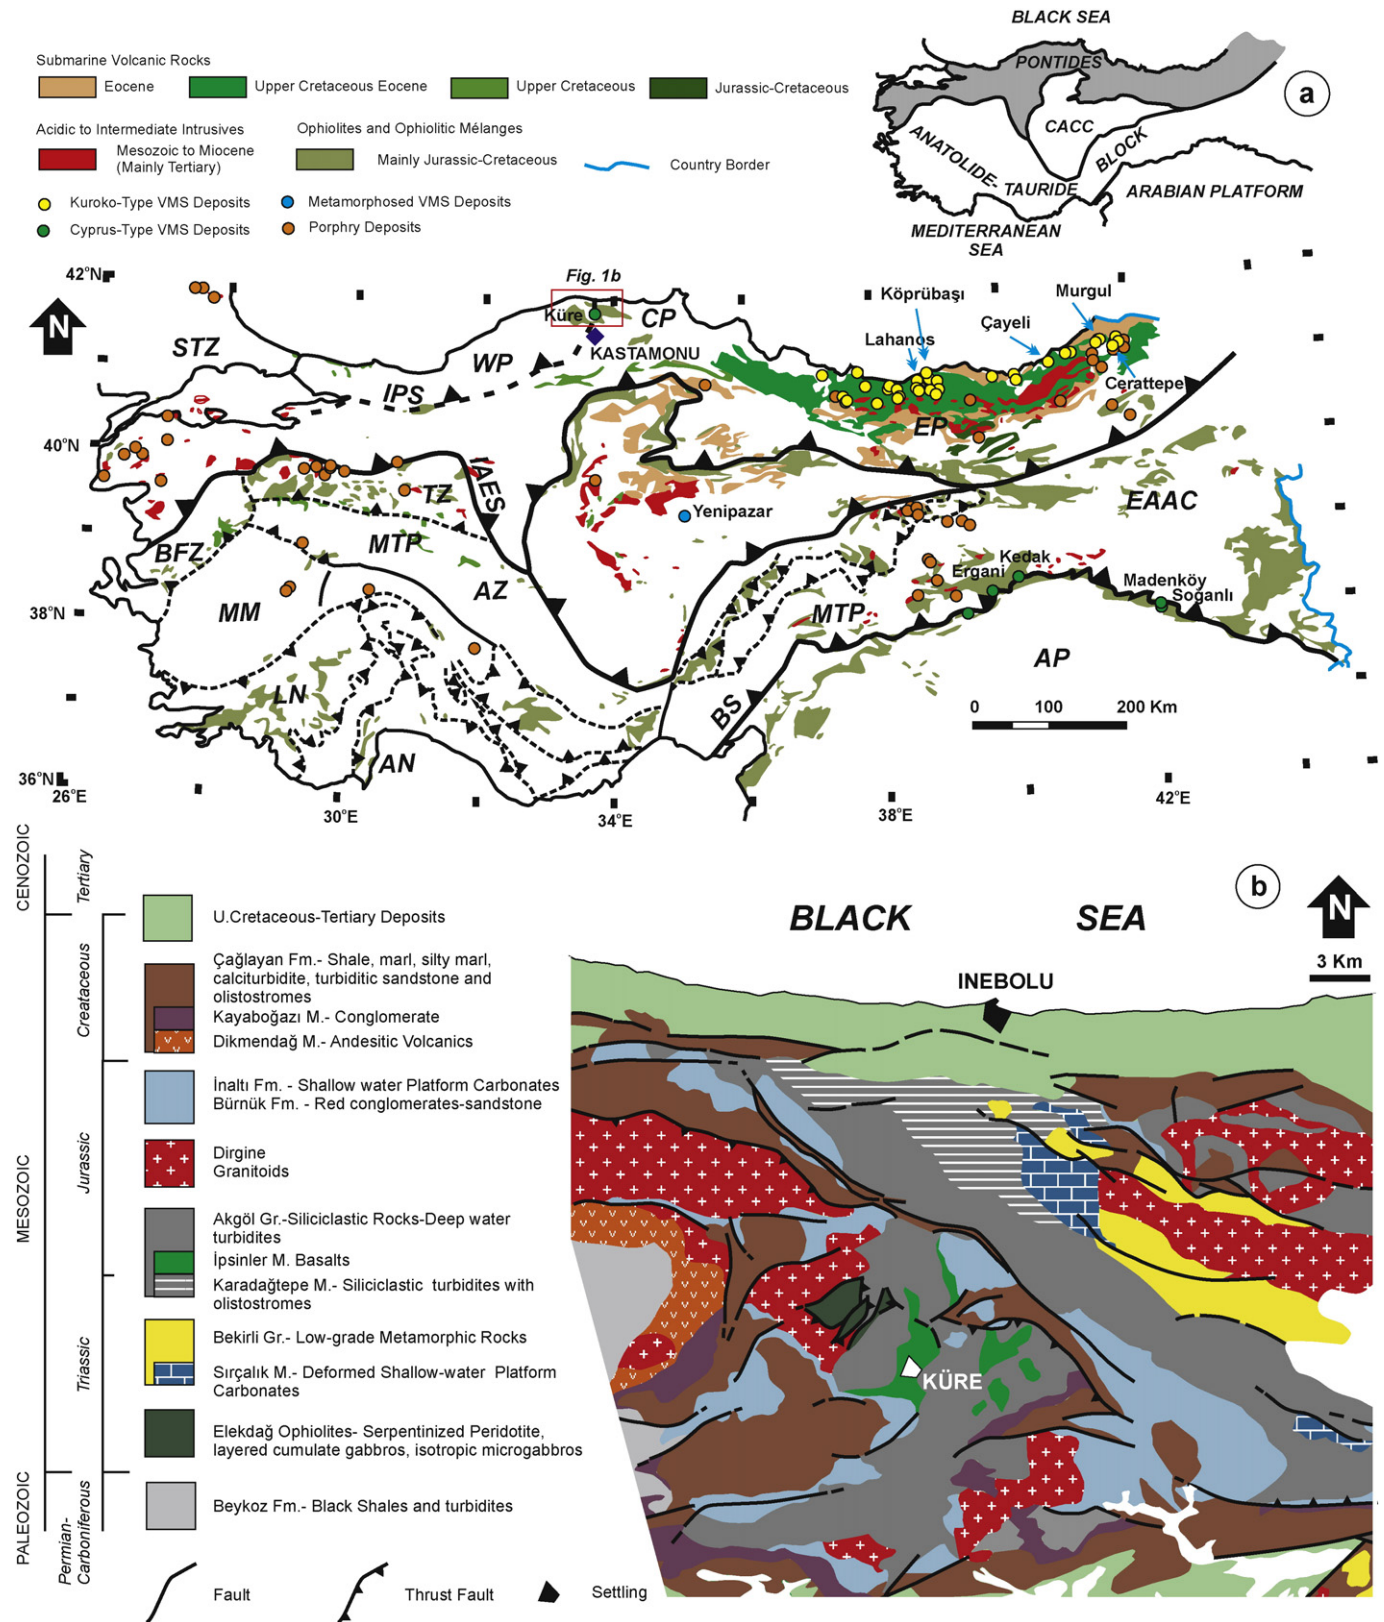 BLACK SEA
PONTIDES
CACC
ANATOLIDE-
TAURIDE
BLOCK
ARABIAN PLATFORM
MEDITERRANEAN
SEA
a
Submarine Volcanic Rocks
Eocene
Upper Cretaceous Eocene
Upper Cretaceous
Jurassic-Cretaceous
Acidic to Intermediate Intrusives
Ophiolites and Ophiolitic Mélanges
Mesozoic to Miocene
(Mainly Tertiary)
Mainly Jurassic-Cretaceous
Country Border
Kuroko-Type VMS Deposits
Metamorphosed VMS Deposits
Cyprus-Type VMS Deposits
Porphry Deposits
42°N
Fig. 1b
N
Küre
CP
Köprübaşı
Murgul
Çayeli
Lahanos
STZ
WP
KASTAMONU
IPS
Cerattepe
40°N
EP
IAES
TZ
Yenipazar
EAAC
BFZ
MTP
Kedak
Ergani
AZ
Madenköy
Soganlı
38°N
MM
MTP
AP
LN
BS
0 100 200 Km
AN
36°N
26°E
30°E
34°E
38°E
42°E
CENOZOIC
Tertiary
b
N
3 Km
BLACK SEA
INEBOLU
U.Cretaceous-Tertiary Deposits
Creataceous
Çağlayan Fm.- Shale, marl, silty marl,
calciturbidite, turbiditic sandstone and
olistostromes
Kayaboğazı M.- Conglomerate
Dikmendağ M.- Andesitic Volcanics
MESOZOIC
Jurassic
İnaltı Fm. - Shallow water Platform Carbonates
Bürnük Fm. - Red conglomerates-sandstone
Dirgine
Granitoids
Akgöl Gr.-Siliciclastic Rocks-Deep water
turbidites
İpsinler M. Basalts
Karadağtepe M.- Siliciclastic turbidites with
olistostromes
Triassic
Bekirli Gr.- Low-grade Metamorphic Rocks
Sırçalık M.- Deformed Shallow-water Platform
Carbonates
KÜRE
Elekdağ Ophiolites- Serpentinized Peridotite,
layered cumulate gabbros, isotropic microgabbros
PALEOZOIC
Permian-
Carboniferous
Beykoz Fm.- Black Shales and turbidites
Fault
Thrust Fault
Settling